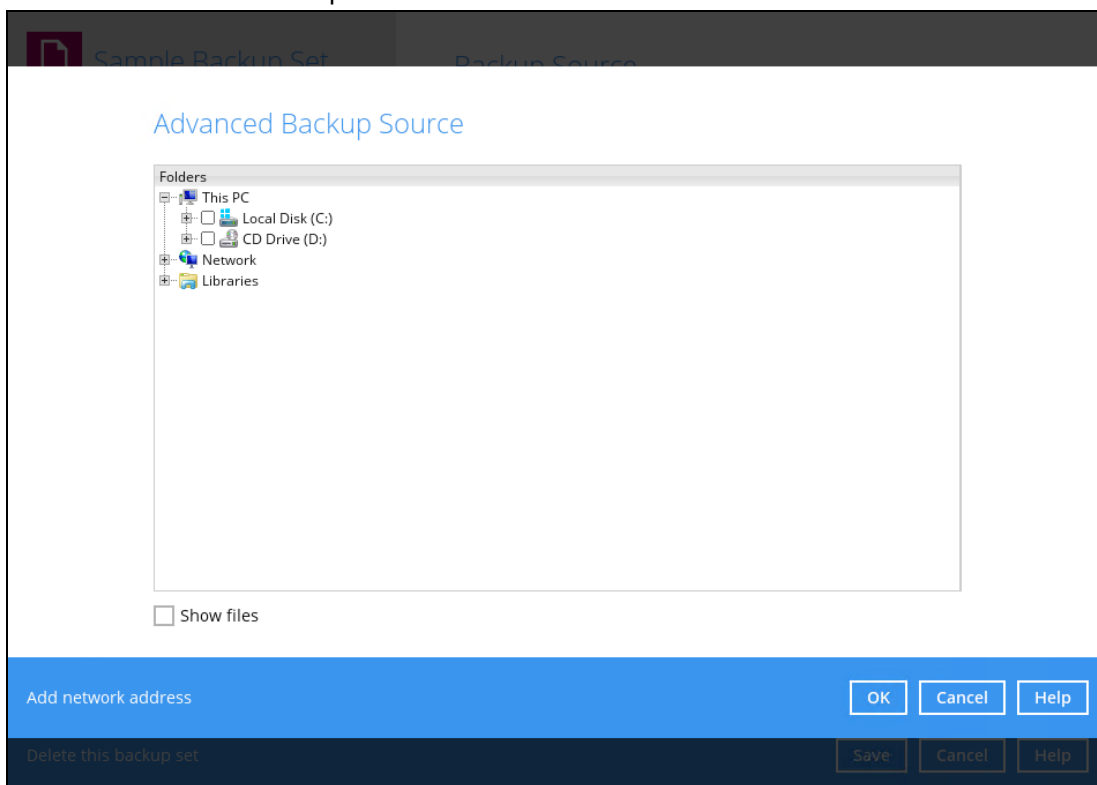 Sample Backup Set
Backup Source
Advanced Backup Source
Folders
This PC
Local Disk (C:)
CD Drive (D:)
Network
Libraries
Show files
Add network address
OK Cancel Help
Delete this backup set
Save Cancel Help